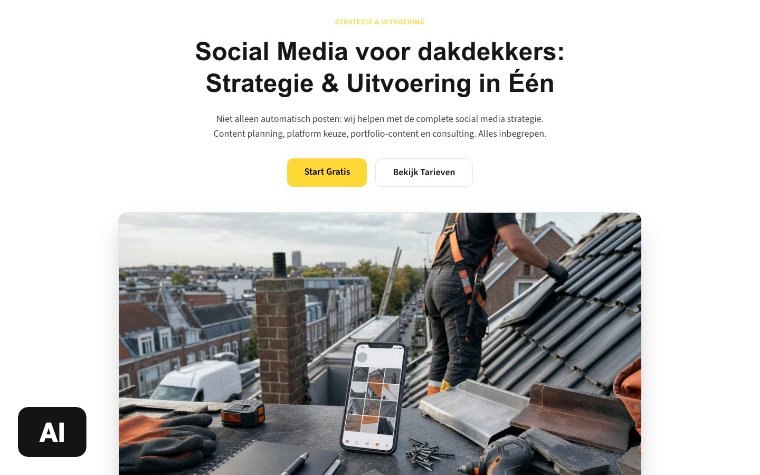 STRATEGIE & UITVOERING
Social Media voor dakdekkers:
Strategie & Uitvoering in Één
Niet alleen automatisch posten: wij helpen met de complete social media strategie.
Content planning, platform keuze, portfolio-content en consulting. Alles inbegrepen.
Start Gratis
Bekijk Tarieven
AI